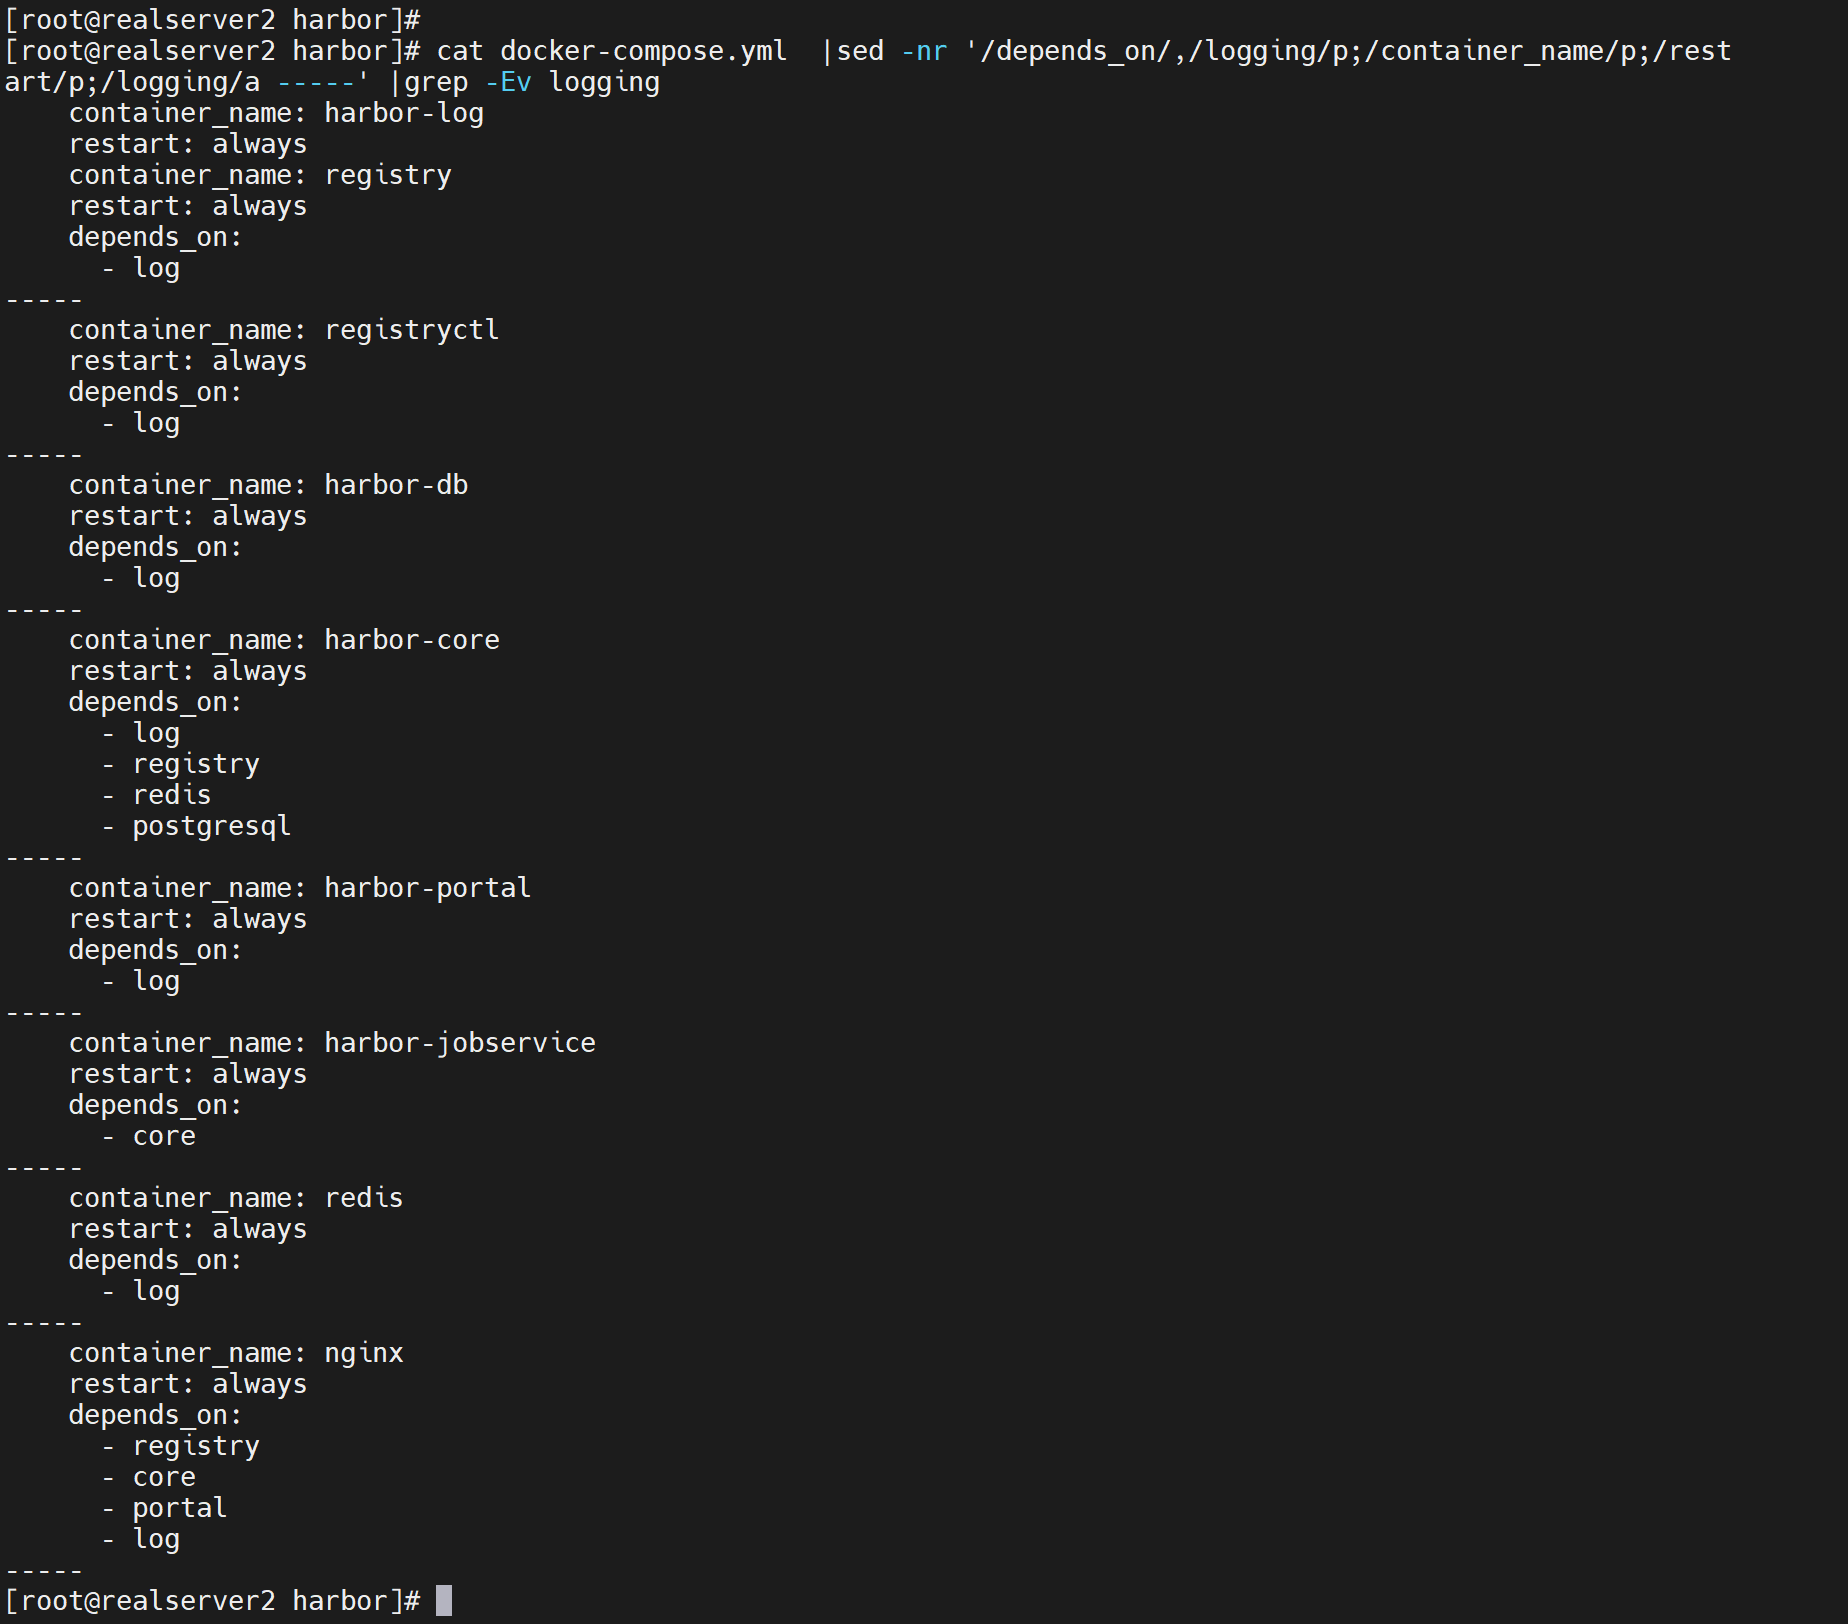 [root@realserver2 harbor]#
[root@realserver2 harbor]# cat docker-compose.yml  |sed -nr '/depends_on/,/logging/p;/container_name/p;/rest
art/p;/logging/a -----' |grep -Ev logging
    container_name: harbor-log
    restart: always
    container_name: registry
    restart: always
    depends_on:
      - log
-----
    container_name: registryctl
    restart: always
    depends_on:
      - log
-----
    container_name: harbor-db
    restart: always
    depends_on:
      - log
-----
    container_name: harbor-core
    restart: always
    depends_on:
      - log
      - registry
      - redis
      - postgresql
-----
    container_name: harbor-portal
    restart: always
    depends_on:
      - log
-----
    container_name: harbor-jobservice
    restart: always
    depends_on:
      - core
-----
    container_name: redis
    restart: always
    depends_on:
      - log
-----
    container_name: nginx
    restart: always
    depends_on:
      - registry
      - core
      - portal
      - log
-----
[root@realserver2 harbor]#